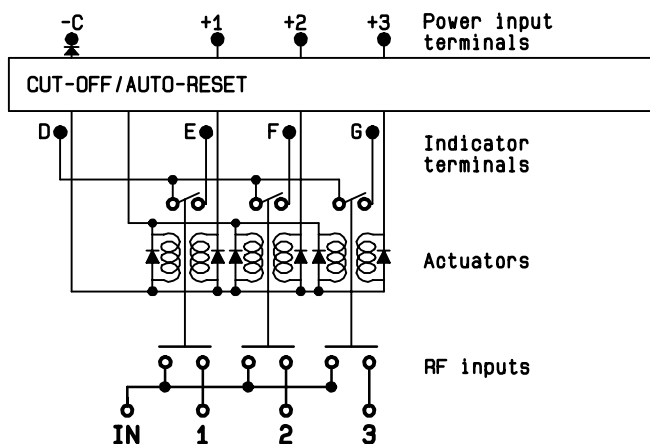 -C +1 +2 +3 Power input
terminals
CUT-OFF/AUTO-RESET
D E F G Indicator
terminals
Actuators
RF inputs
IN 1 2 3